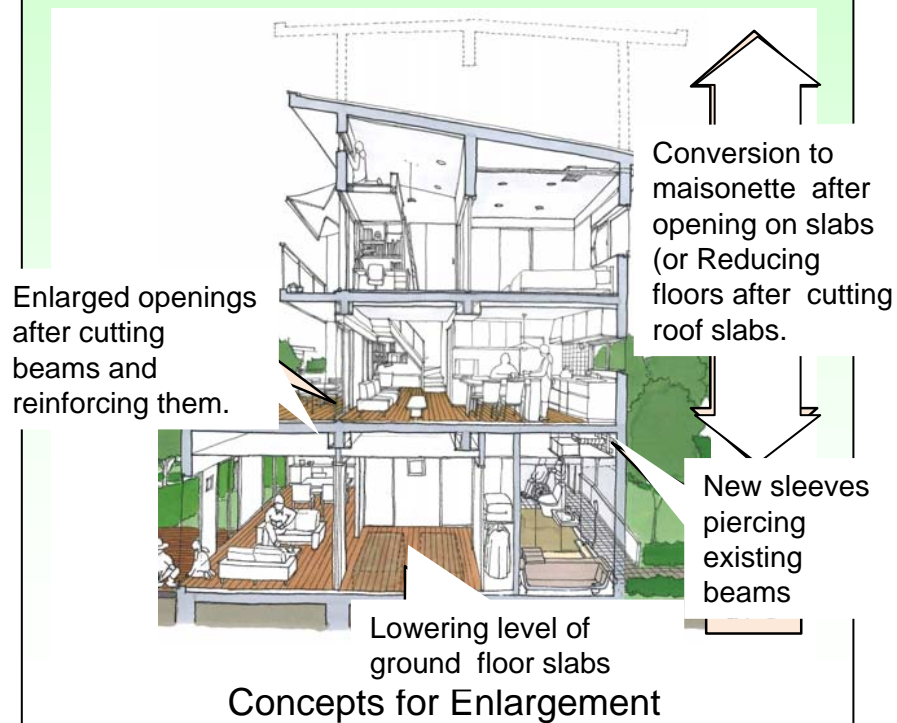 Conversion to
maisonette after
opening on slabs
(or Reducing
floors after cutting
roof slabs.
Enlarged openings
after cutting
beams and
reinforcing them.
New sleeves
piercing
existing
beams
Lowering level of
ground floor slabs
Concepts for Enlargement